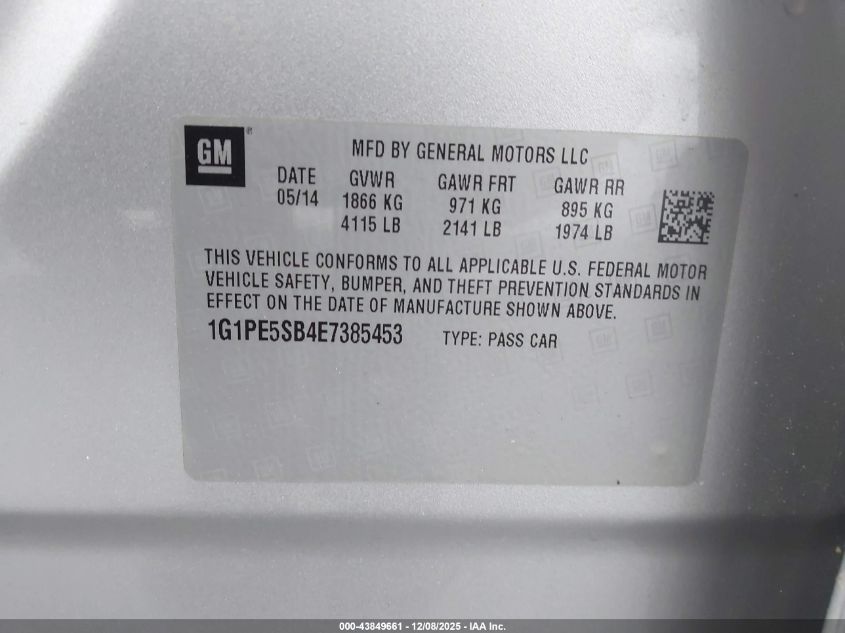 GM ®
MFD BY GENERAL MOTORS LLC
DATE GVWR GAWR FRT GAWR RR
05/14 1866 KG 971 KG 895 KG
4115 LB 2141 LB 1974 LB
THIS VEHICLE CONFORMS TO ALL APPLICABLE U.S. FEDERAL MOTOR
VEHICLE SAFETY, BUMPER, AND THEFT PREVENTION STANDARDS IN
EFFECT ON THE DATE OF MANUFACTURE SHOWN ABOVE.
1G1PE5SB4E7385453 TYPE: PASS CAR
000-43849661 - 12/08/2025 - IAA Inc.